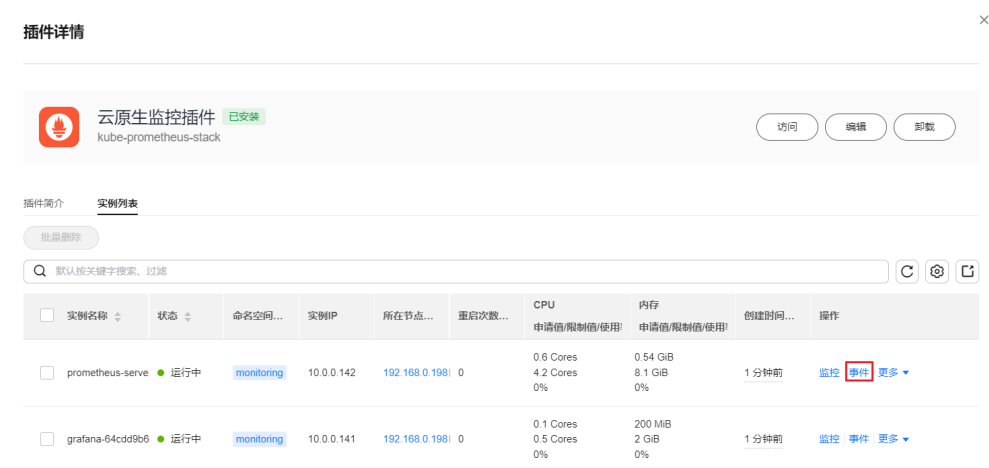 插件详情
云原生监控插件 已安装
kube-prometheus-stack
访问 编辑 卸载
插件简介 实例列表
批量删除
默认按关键字搜索、过滤
实例名称 状态 命名空间... 实例IP 所在节点... 重启次数... CPU 内存 创建时间... 操作
申请值/限制值/使用 申请值/限制值/使用
prometheus-serve 运行中 monitoring 10.0.0.142 192.168.0.198 0 0.6 Cores 0.54 GiB 1 分钟前 监控 事件 更多
4.2 Cores 8.1 GiB
0% 0%
grafana-64cdd9b6 运行中 monitoring 10.0.0.141 192.168.0.198 0 0.1 Cores 200 MiB 1 分钟前 监控 事件 更多
0.5 Cores 2 GiB
0% 0%